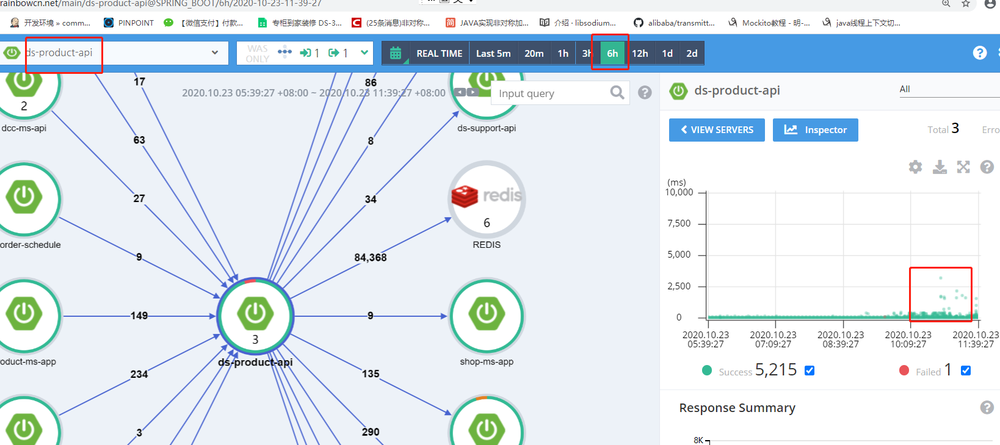 rainbowcn.net/main/ds-product-api@SPRING_BOOT/6h/2020-10-23-11-39-27
开发环境 » comm...
PINPOINT
【微信支付】付款...
专柜到家装修 DS-3...
(25条消息)非对称...
JAVA实现非对称加...
介绍 · libsodium...
alibaba/transmitt...
Mockito教程 - 明-...
java线程上下文切...
ds-product-api
WAS ONLY
1
1
REAL TIME
Last 5m
20m
1h
3h
6h
12h
1d
2d
2020.10.23 05:39:27 +08:00 ~ 2020.10.23 11:39:27 +08:00
Input query
17
86
2
dcc-ms-api
ds-support-api
63
8
27
34
redis
6
order-schedule
REDIS
9
84,368
149
9
3
oduct-ms-app
ds-product-api
shop-ms-app
234
135
3
290
ds-product-api
All
VIEW SERVERS
Inspector
Total 3
Erro
(ms)
10,000
7,500
5,000
2,500
0
2020.10.23 05:39:27
2020.10.23 07:09:27
2020.10.23 08:39:27
2020.10.23 10:09:27
2020.10.23 11:39:27
Success 5,215
Failed 1
Response Summary
8K